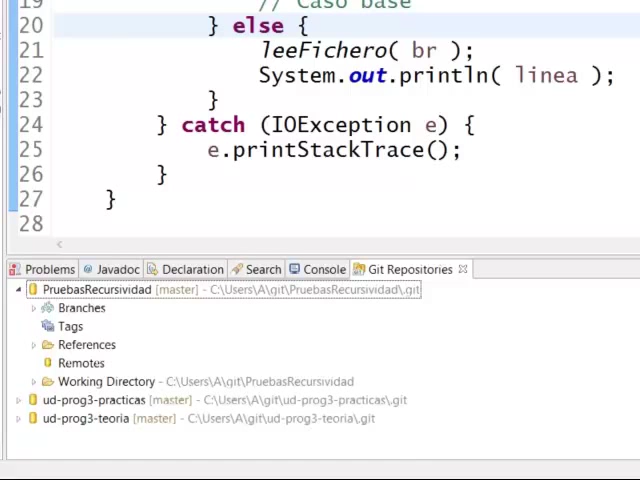 19 // Caso base
20 } else {
21 leeFichero( br );
22 System.out.println( linea );
23 }
24 } catch (IOException e) {
25 e.printStackTrace();
26 }
27 }
28
Problems @ Javadoc Declaration Search Console Git Repositories
PruebasRecursividad [master] - C:\Users\A\git\PruebasRecursividad\.git
Branches
Tags
References
Remotes
Working Directory - C:\Users\A\git\PruebasRecursividad
ud-prog3-practicas [master] - C:\Users\A\git\ud-prog3-practicas\.git
ud-prog3-teoria [master] - C:\Users\A\git\ud-prog3-teoria\.git